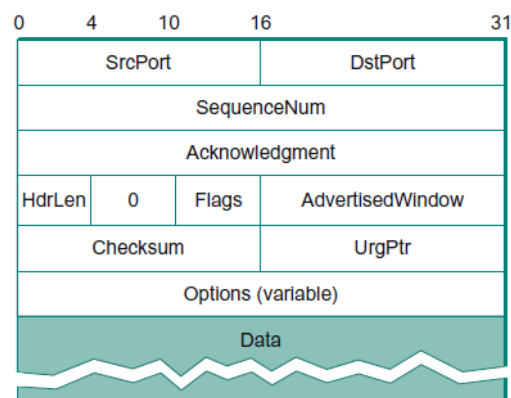 0 4 10 16 31
SrcPort DstPort
SequenceNum
Acknowledgment
HdrLen 0 Flags AdvertisedWindow
Checksum UrgPtr
Options (variable)
Data